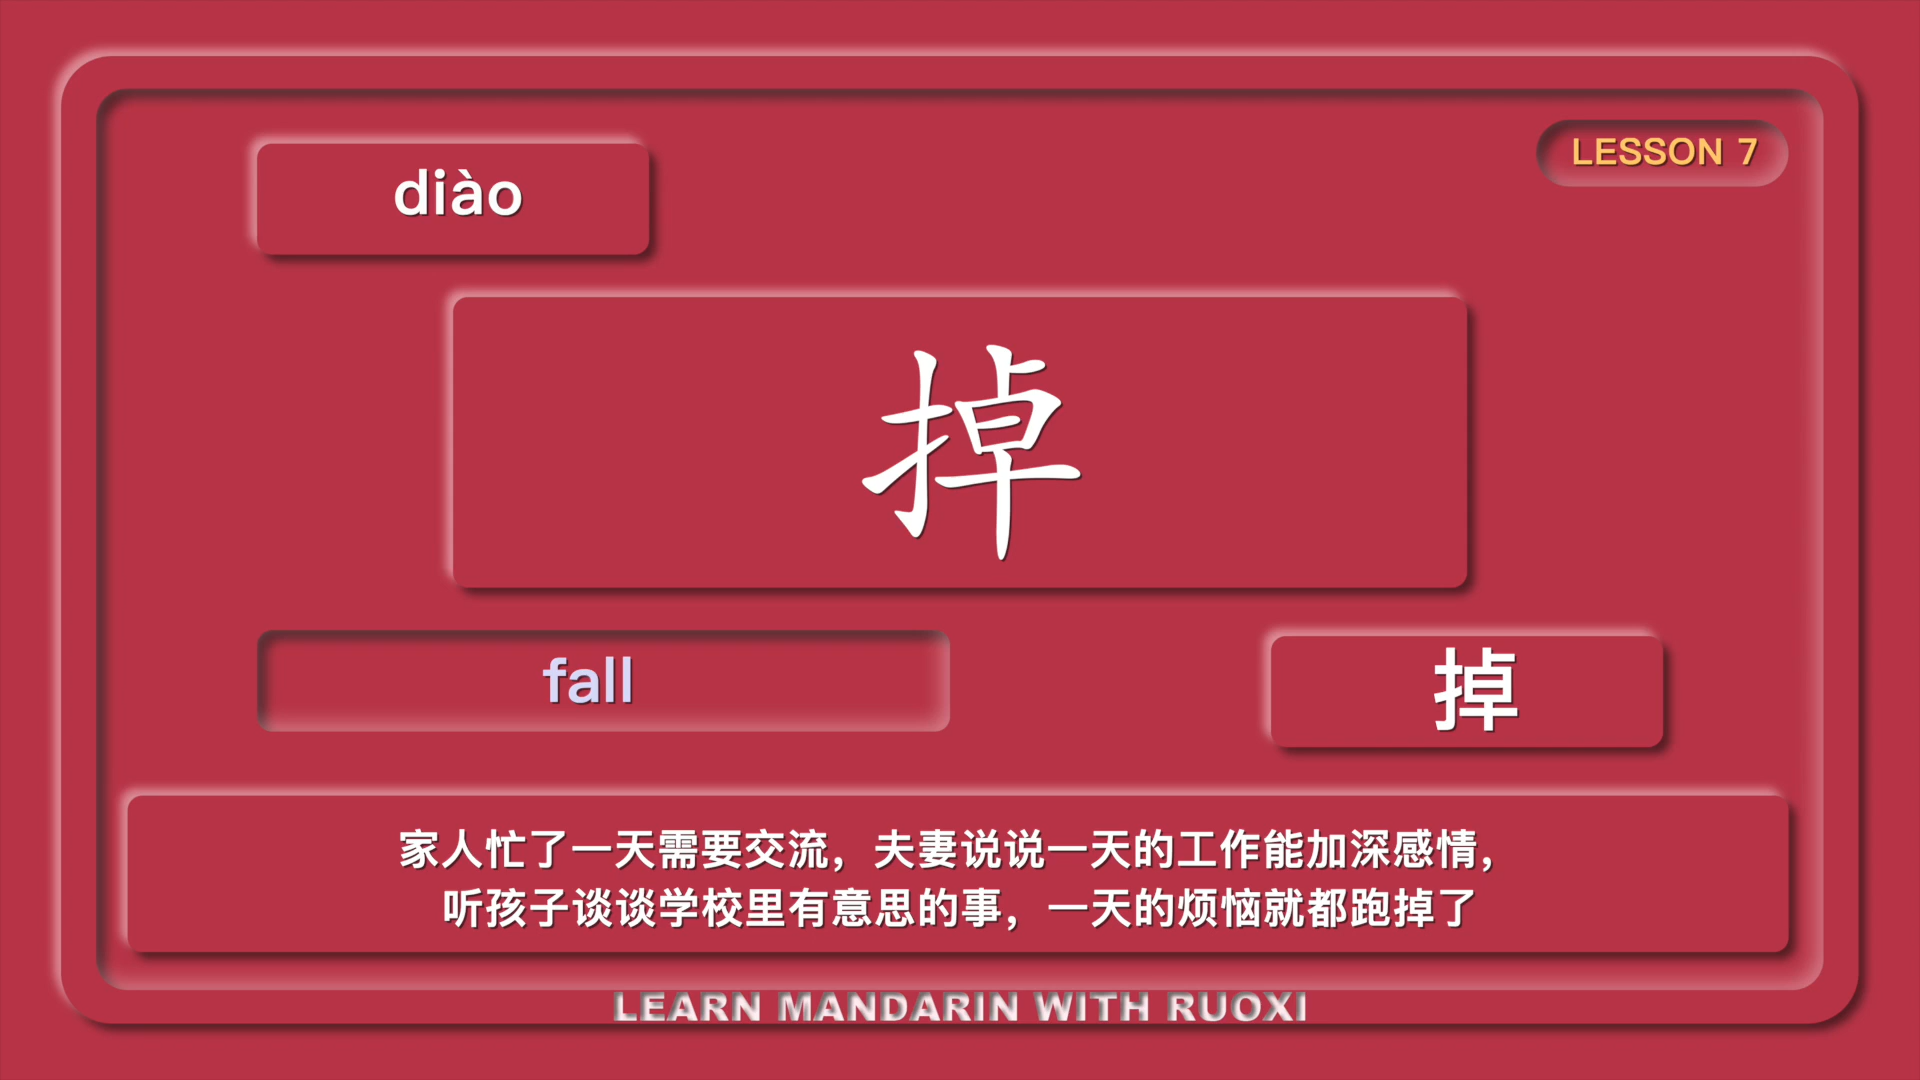 LESSON 7
diào
掉
fall
掉
家人忙了一天需要交流，夫妻说说一天的工作能加深感情，
听孩子谈谈学校里有意思的事，一天的烦恼就都跑掉了
LEARN MANDARIN WITH RUOXI